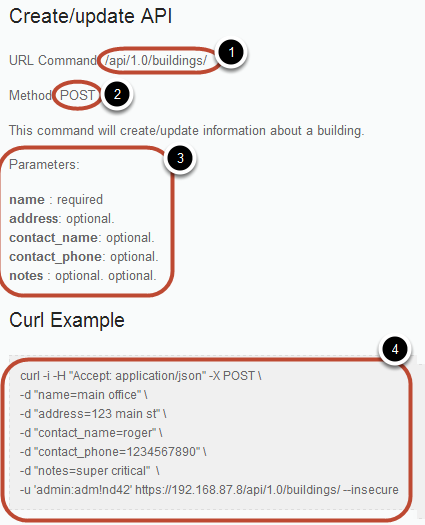 Create/update API
URL Command: /api/1.0/buildings/ 1
Method POST 2
This command will create/update information about a building.
Parameters: 3
name : required
address: optional.
contact_name: optional.
contact_phone: optional.
notes : optional. optional.
Curl Example
4
curl -i -H "Accept: application/json" -X POST \
-d "name=main office" \
-d "address=123 main st" \
-d "contact_name=roger" \
-d "contact_phone=1234567890" \
-d "notes=super critical" \
-u 'admin:adm!nd42' https://192.168.87.8/api/1.0/buildings/ --insecure